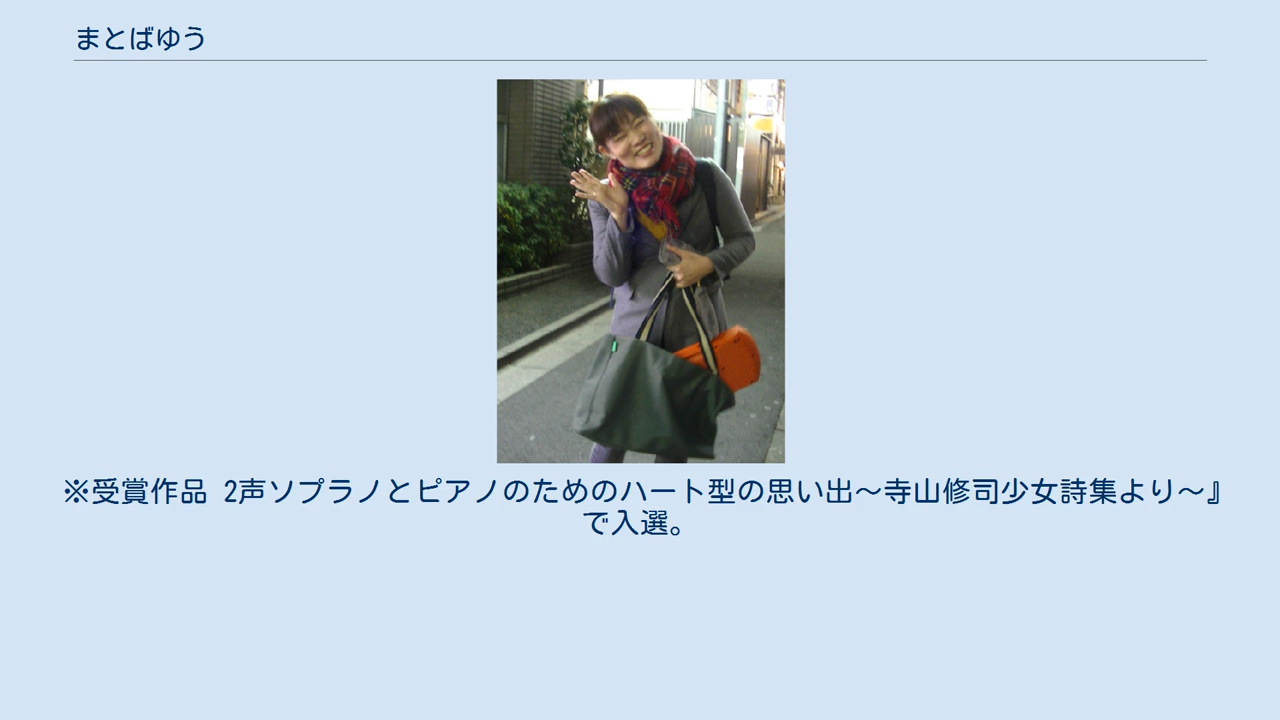 まとばゆう
※受賞作品 2声ソプラノとピアノのためのハート型の思い出～寺山修司少女詩集より～』
で入選。